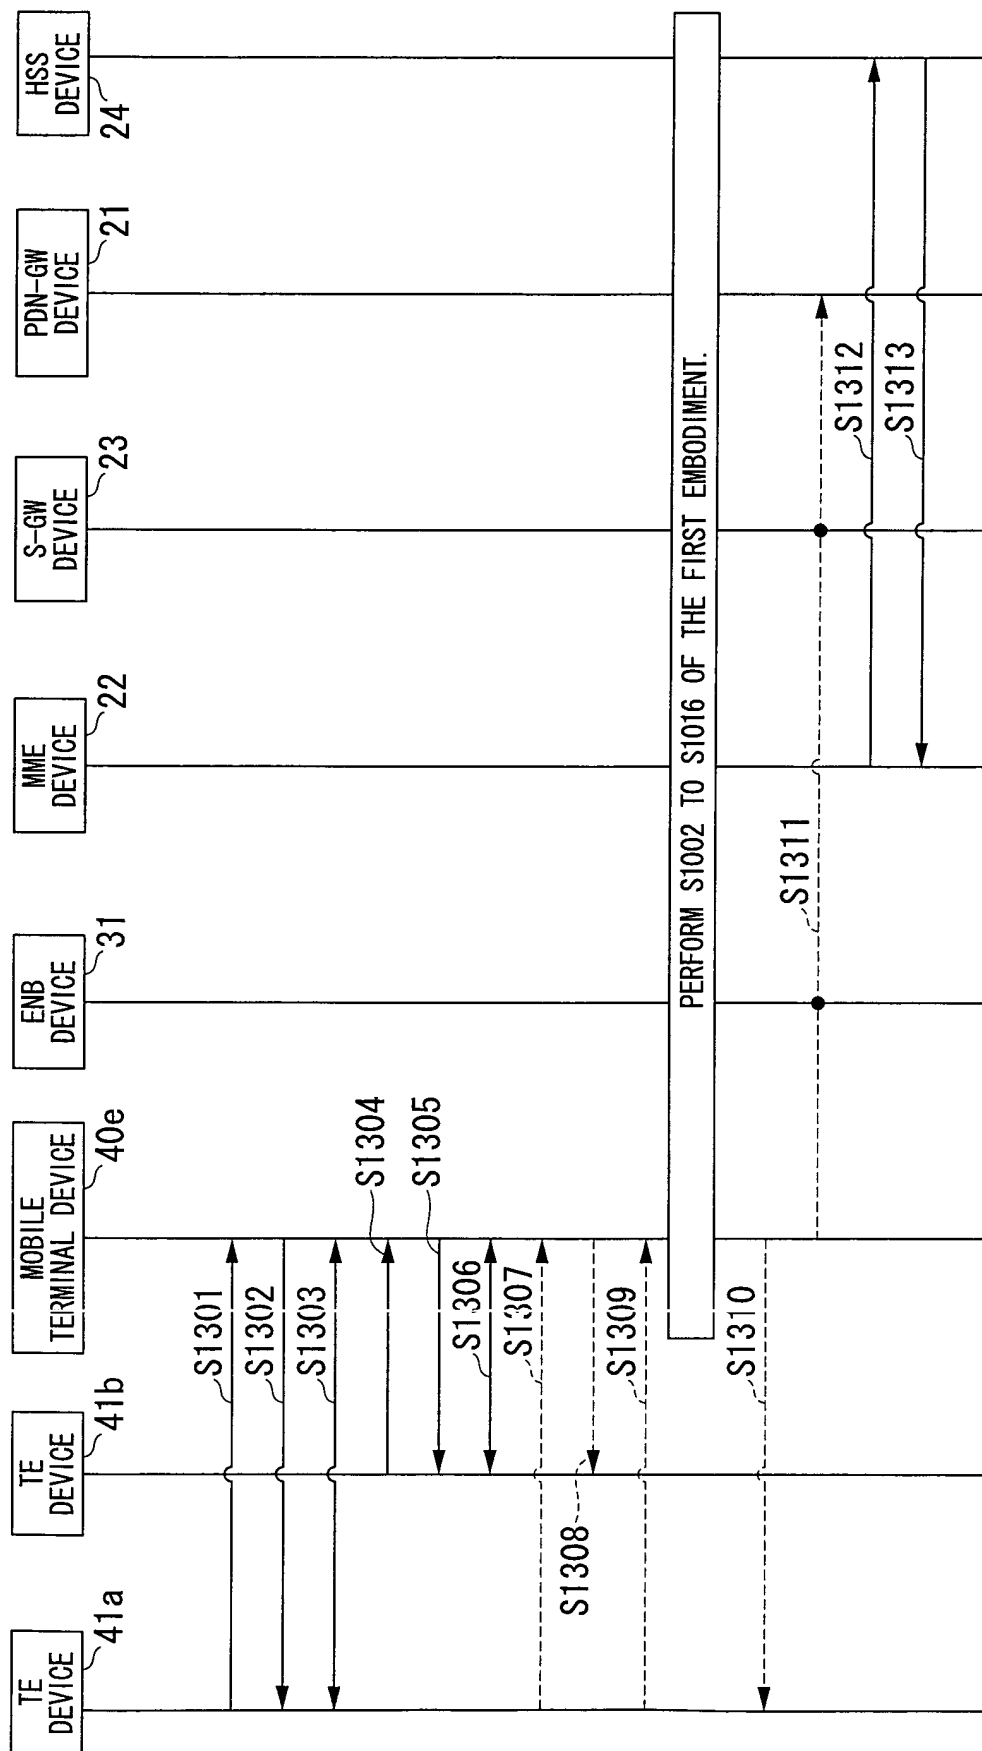 TE
DEVICE
41a
TE
DEVICE
41b
MOBILE
TERMINAL DEVICE
40e
ENB
DEVICE
31
MME
DEVICE
22
S-GW
DEVICE
23
PDN-GW
DEVICE
21
HSS
DEVICE
24
S1301
S1302
S1303
S1304
S1305
S1306
S1307
S1308
S1309
PERFORM S1002 TO S1016 OF THE FIRST EMBODIMENT.
S1310
S1311
S1312
S1313